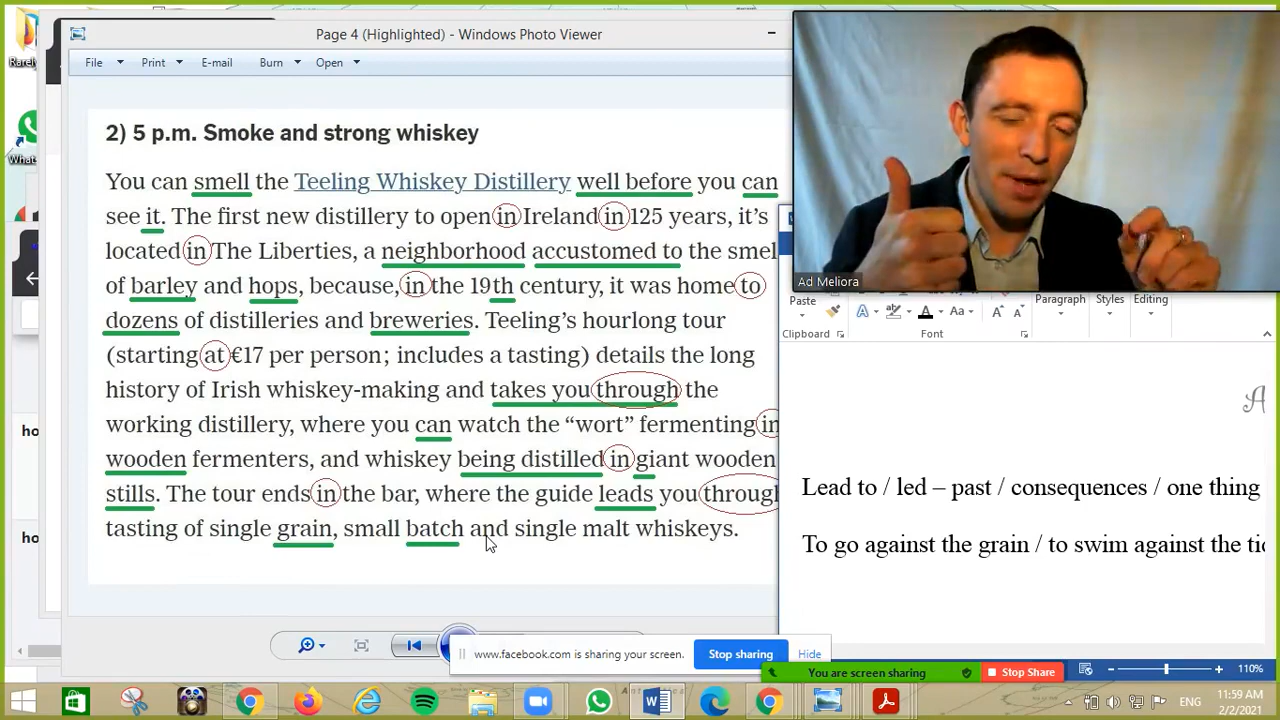 Page 4 (Highlighted) - Windows Photo Viewer
File Print E-mail Burn Open
2) 5 p.m. Smoke and strong whiskey
You can smell the Teeling Whiskey Distillery well before you can
see it. The first new distillery to open in Ireland in 125 years, it's
located in The Liberties, a neighborhood accustomed to the smel
of barley and hops, because, in the 19th century, it was home to
dozens of distilleries and breweries. Teeling's hourlong tour
(starting at €17 per person; includes a tasting) details the long
history of Irish whiskey-making and takes you through the
working distillery, where you can watch the “wort” fermenting in
wooden fermenters, and whiskey being distilled in giant wooden
stills. The tour ends in the bar, where the guide leads you through
tasting of single grain, small batch and single malt whiskeys.
Ad Meliora
Paste
Clipboard
Aa
Font
Paragraph
Styles
Editing
A
Lead to / led – past / consequences / one thing
To go against the grain / to swim against the tid
Rarely
What
ho
ho
www.facebook.com is sharing your screen. Stop sharing Hide
You are screen sharing Stop Share
110%
ENG
11:59 AM
2/2/2021